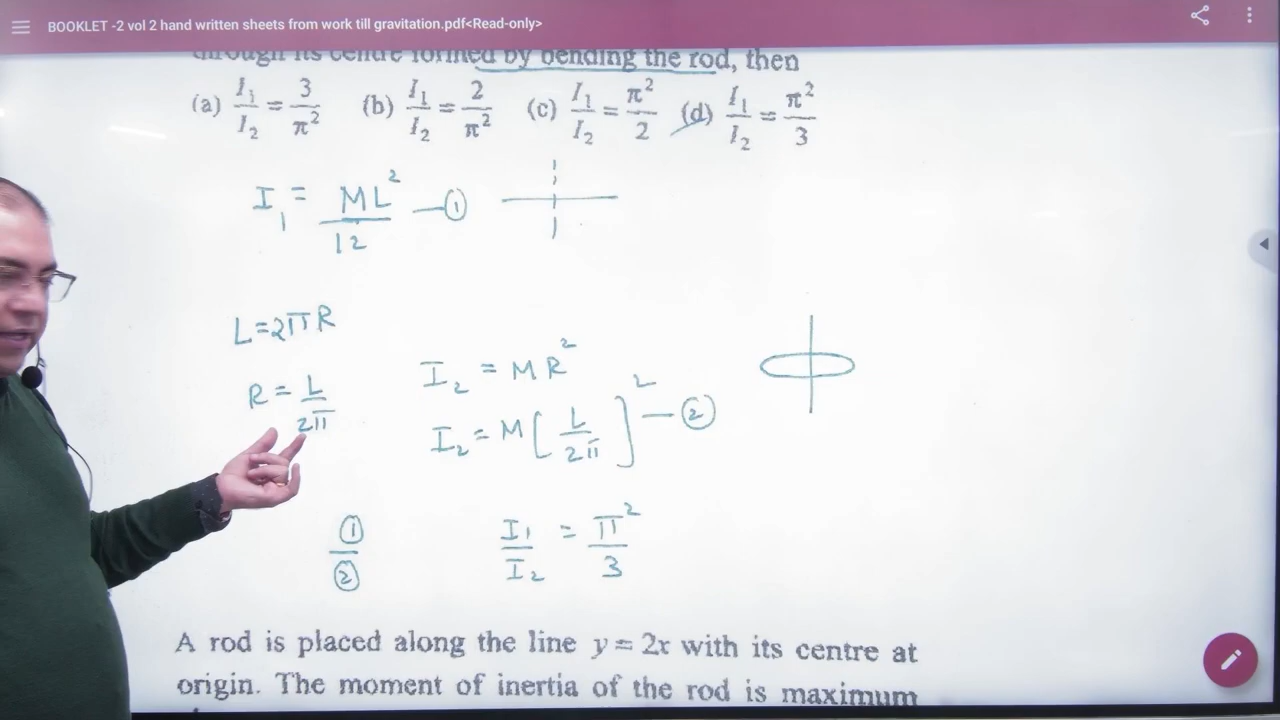 BOOKLET -2 vol 2 hand written sheets from work till gravitation.pdf<Read-only>
through its centre formed by bending the rod, then
(a) I₁/I₂ = 3/π² (b) I₁/I₂ = 2/π² (c) I₁/I₂ = π²/2 (d) I₁/I₂ = π²/3
I₁ = ML²/12 —①
L=2πR
R = L/2π
I₂ = MR²
I₂ = M[L/2π]² —②
①/② I₁/I₂ = π²/3
A rod is placed along the line y = 2x with its centre at
origin. The moment of inertia of the rod is maximum